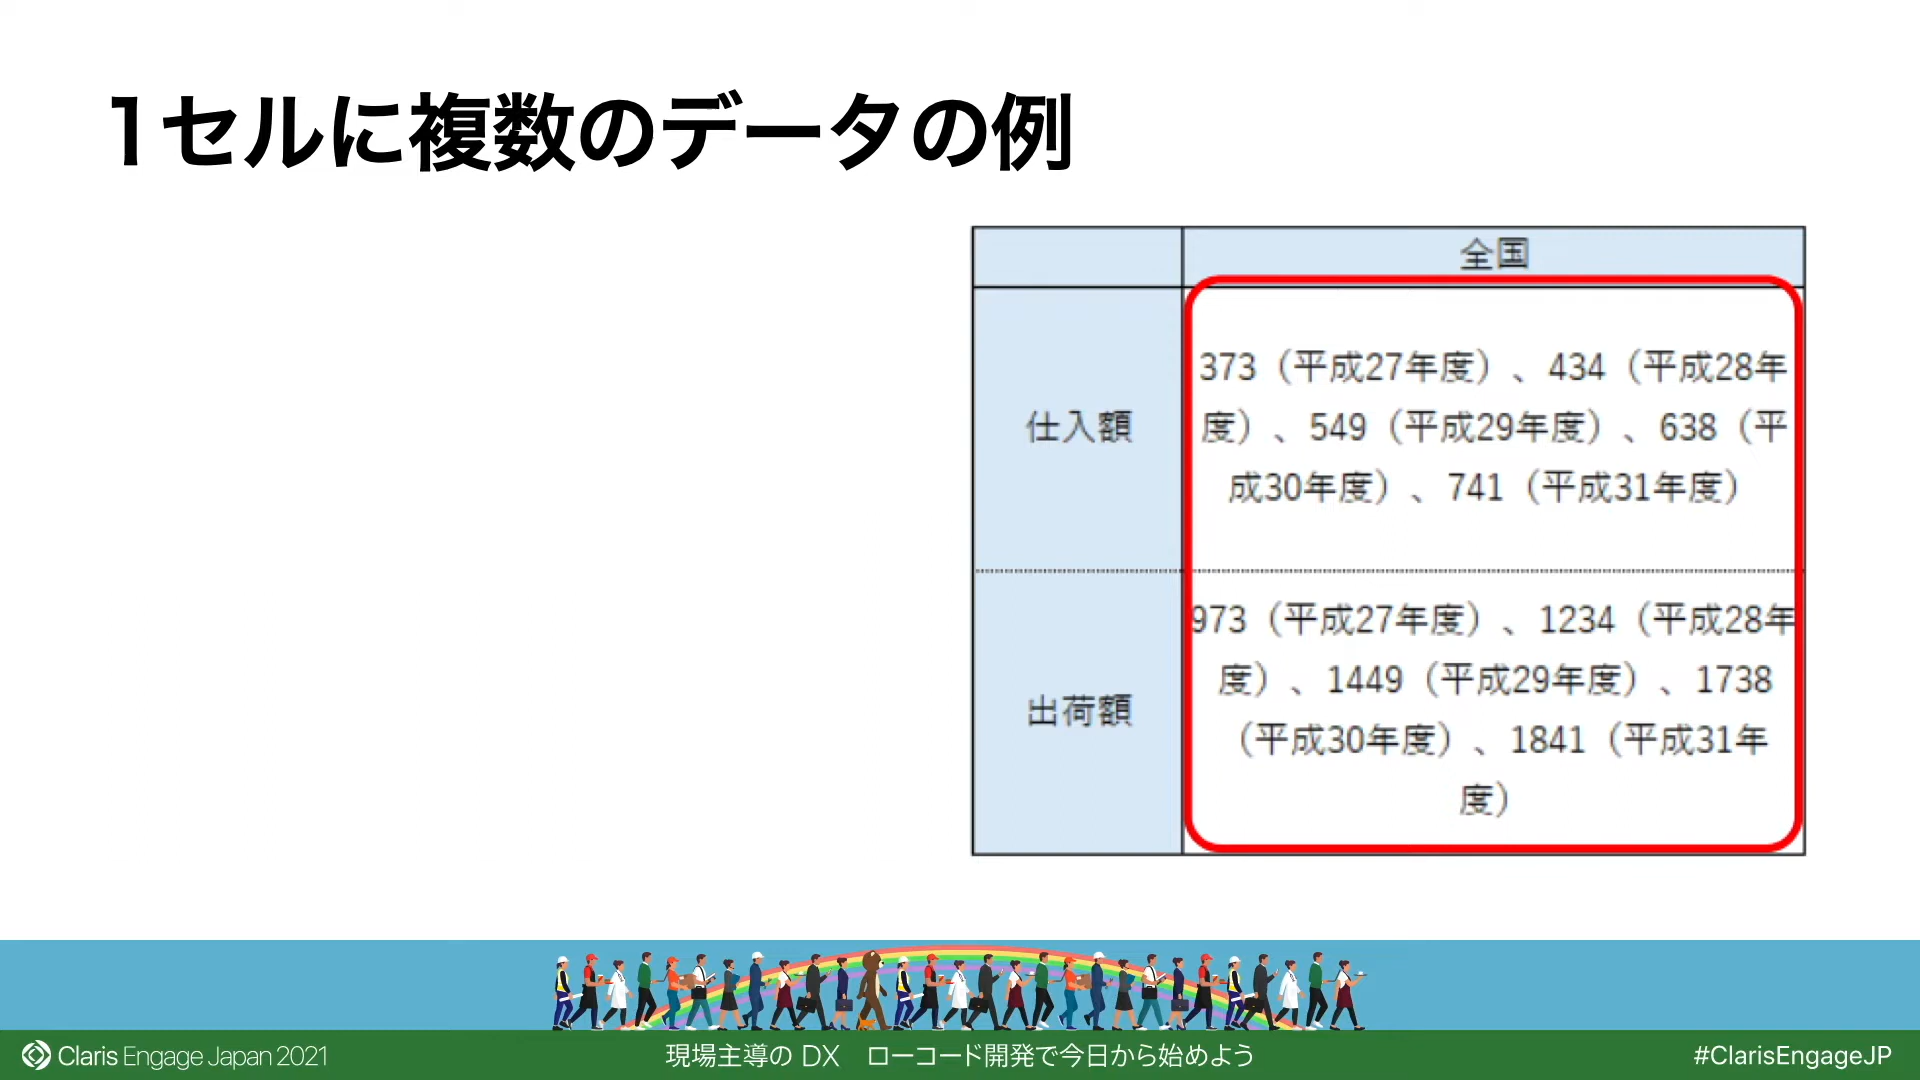 1セルに複数のデータの例
全国
仕入額
373（平成27年度）、434（平成28年
度）、549（平成29年度）、638（平
成30年度）、741（平成31年度）
出荷額
973（平成27年度）、1234（平成28年
度）、1449（平成29年度）、1738
（平成30年度）、1841（平成31年
度）
Claris Engage Japan 2021
現場主導の DX　ローコード開発で今日から始めよう
#ClarisEngageJP